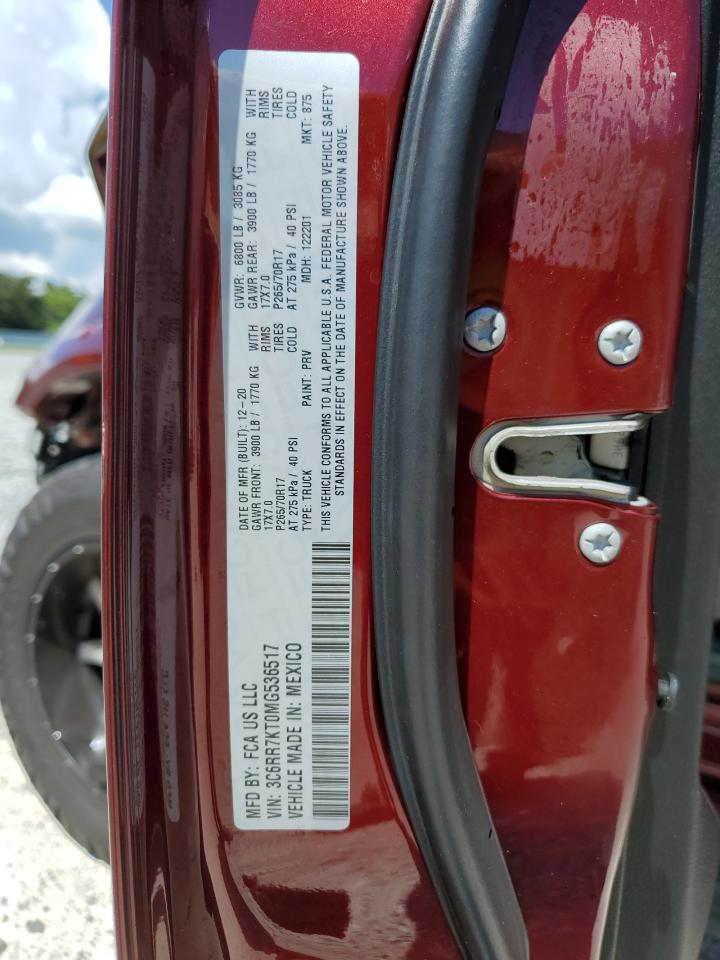 MFD BY: FCA US LLC
VIN: 3C6RR7KT0MG536517
VEHICLE MADE IN: MEXICO
DATE OF MFR (BUILT): 12-20
GAWR FRONT: 3900 LB / 1770 KG WITH
17X7.0 RIMS
P265/70R17 TIRES
AT 275 kPa / 40 PSI COLD
TYPE: TRUCK PAINT: PRV
GVWR: 6800 LB / 3085 KG
GAWR REAR: 3900 LB / 1770 KG WITH
17X7.0 RIMS
P265/70R17 TIRES
AT 275 kPa / 40 PSI COLD
MDH: 122201 MKT: 875
THIS VEHICLE CONFORMS TO ALL APPLICABLE U.S.A. FEDERAL MOTOR VEHICLE SAFETY
STANDARDS IN EFFECT ON THE DATE OF MANUFACTURE SHOWN ABOVE.